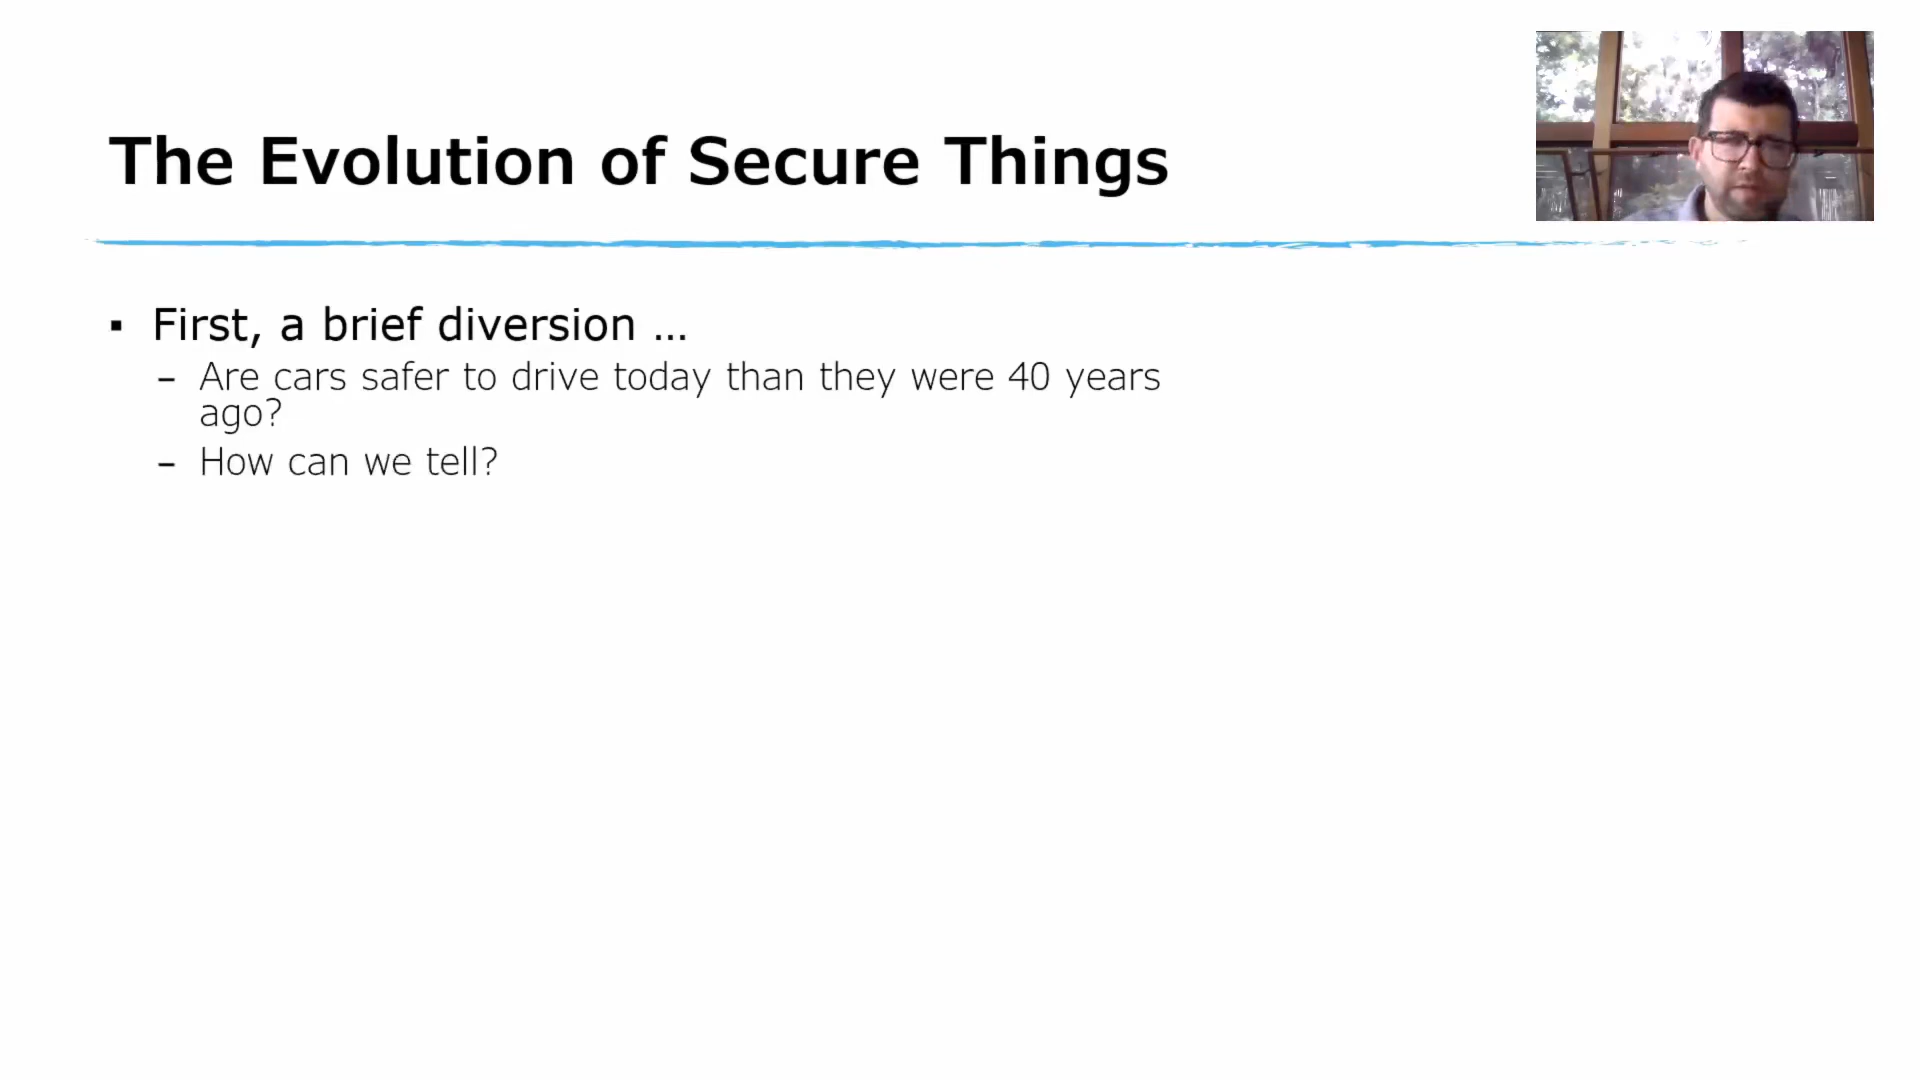 The Evolution of Secure Things
▪ First, a brief diversion …
– Are cars safer to drive today than they were 40 years
ago?
– How can we tell?